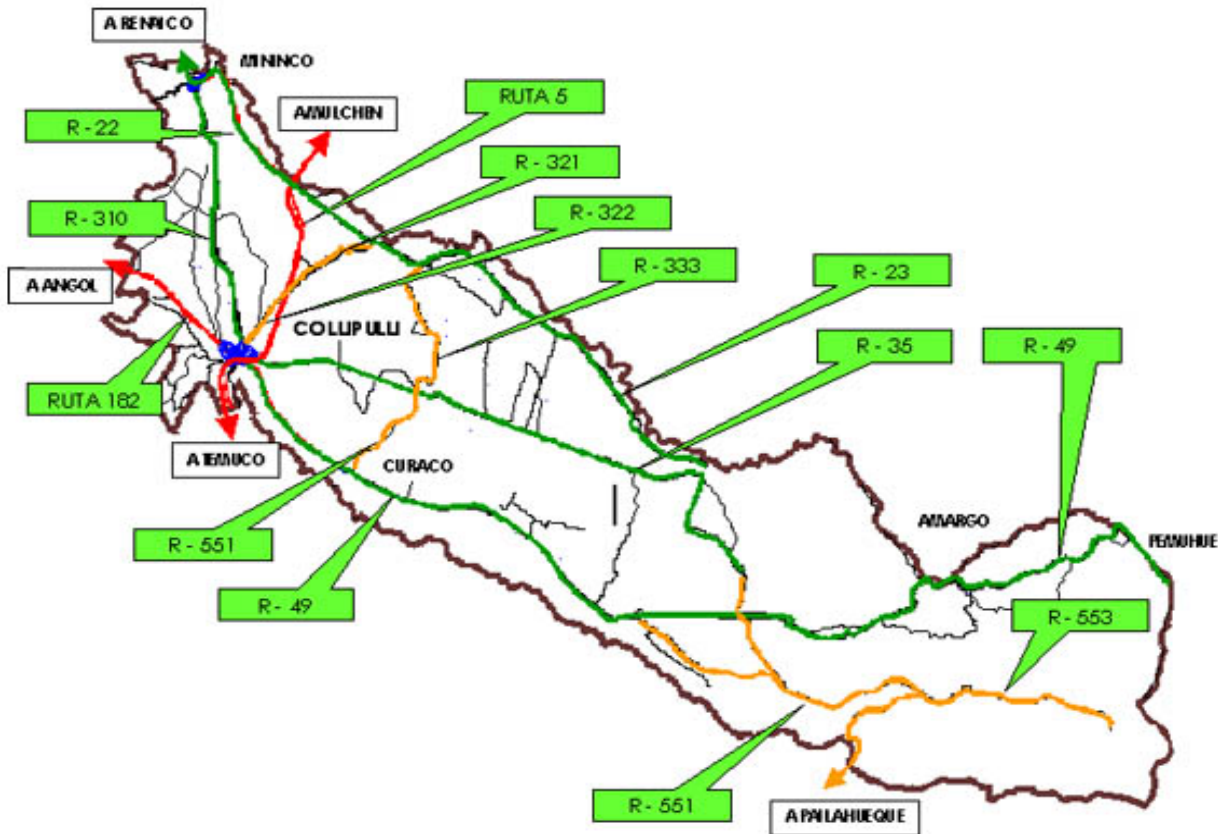 A RENAICO
MININCO
RUTA 5
A MULCHEN
R - 22
R - 321
R - 310
R - 322
R - 333
R - 23
A ANGOL
COLLIPULLI
R - 35
R - 49
RUTA 182
A TEMUCO
CURACO
AMARGO
PEMUHUE
R - 551
R - 49
R - 553
R - 551
A PAILAHUEQUE